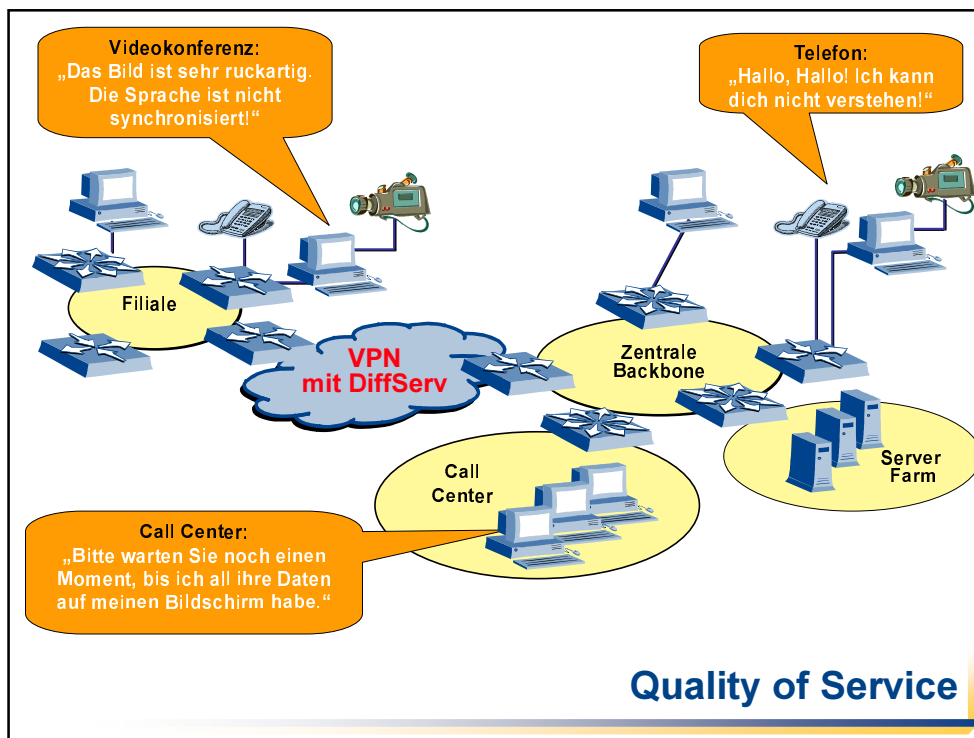 Videokonferenz:
„Das Bild ist sehr ruckartig.
Die Sprache ist nicht
synchronisiert!“
Telefon:
„Hallo, Hallo! Ich kann
dich nicht verstehen!“
Filiale
VPN
mit DiffServ
Zentrale
Backbone
Call
Center
Server
Farm
Call Center:
„Bitte warten Sie noch einen
Moment, bis ich all ihre Daten
auf meinen Bildschirm habe.“
Quality of Service